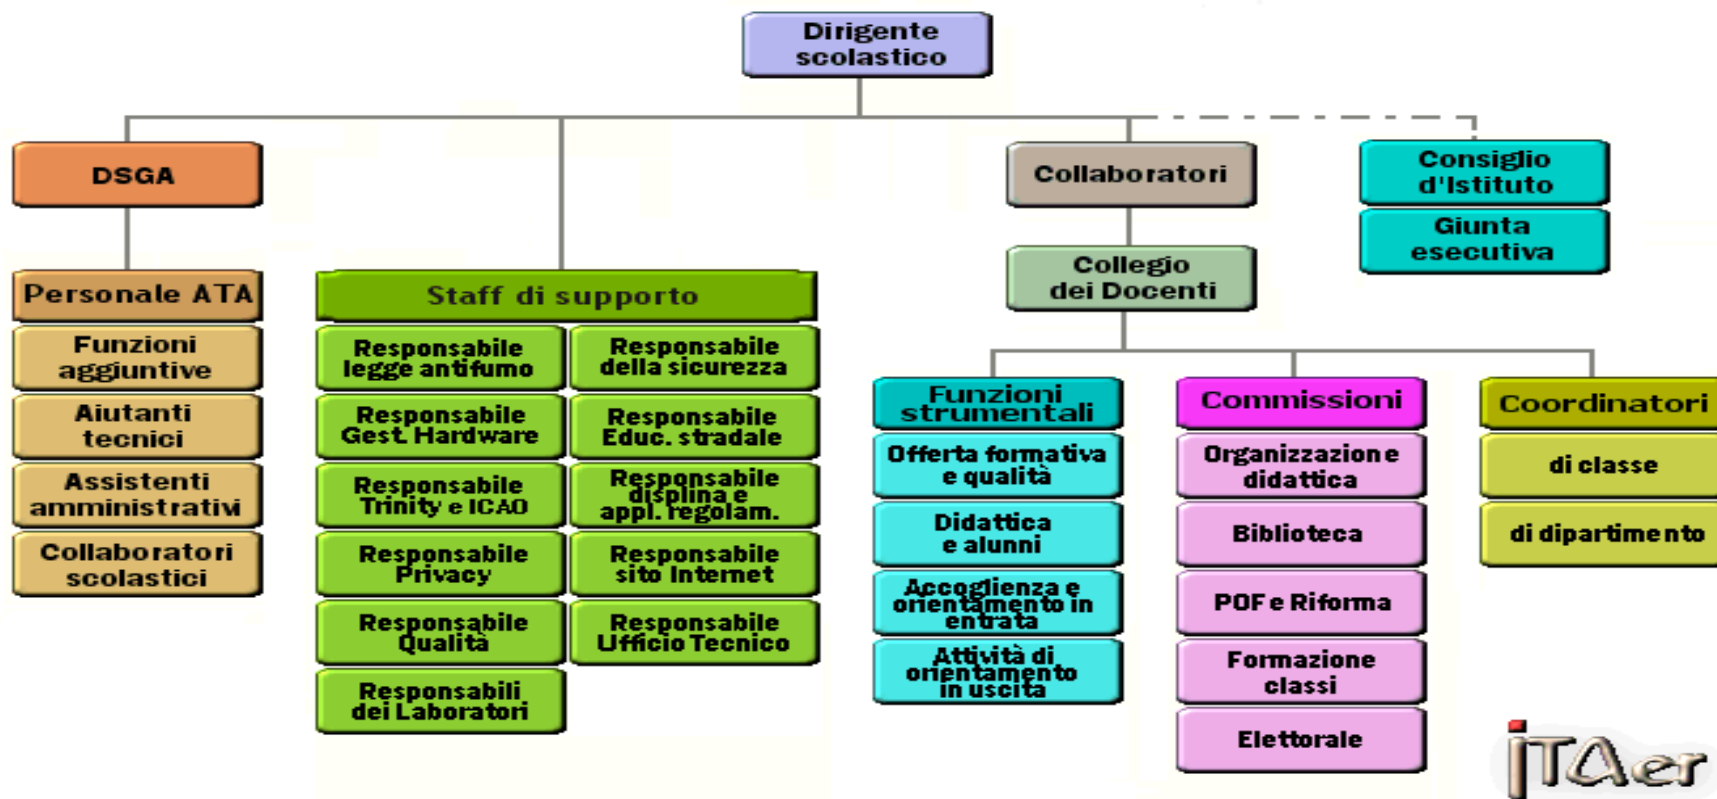 Dirigente
scolastico
DSGA
Collaboratori
Consiglio
d'Istituto
Giunta
esecutiva
Collegio
dei Docenti
Personale ATA
Funzioni
aggiuntive
Aiutanti
tecnici
Assistenti
amministrativi
Collaboratori
scolastici
Staff di supporto
Responsabile
legge antifumo
Responsabile
della sicurezza
Responsabile
Gest. Hardware
Responsabile
Educ. stradale
Responsabile
Trinity e ICAO
Responsabile
displina e
appl. regolam.
Responsabile
Privacy
Responsabile
sito Internet
Responsabile
Qualità
Responsabile
Ufficio Tecnico
Responsabili
dei Laboratori
Funzioni
strumentali
Offerta formativa
e qualità
Didattica
e alunni
Accoglienza e
orientamento in
entrata
Attività di
orientamento
in uscita
Commissioni
Organizzazione
didattica
Biblioteca
POF e Riforma
Formazione
classi
Elettorale
Coordinatori
di classe
di dipartimento
iTAer